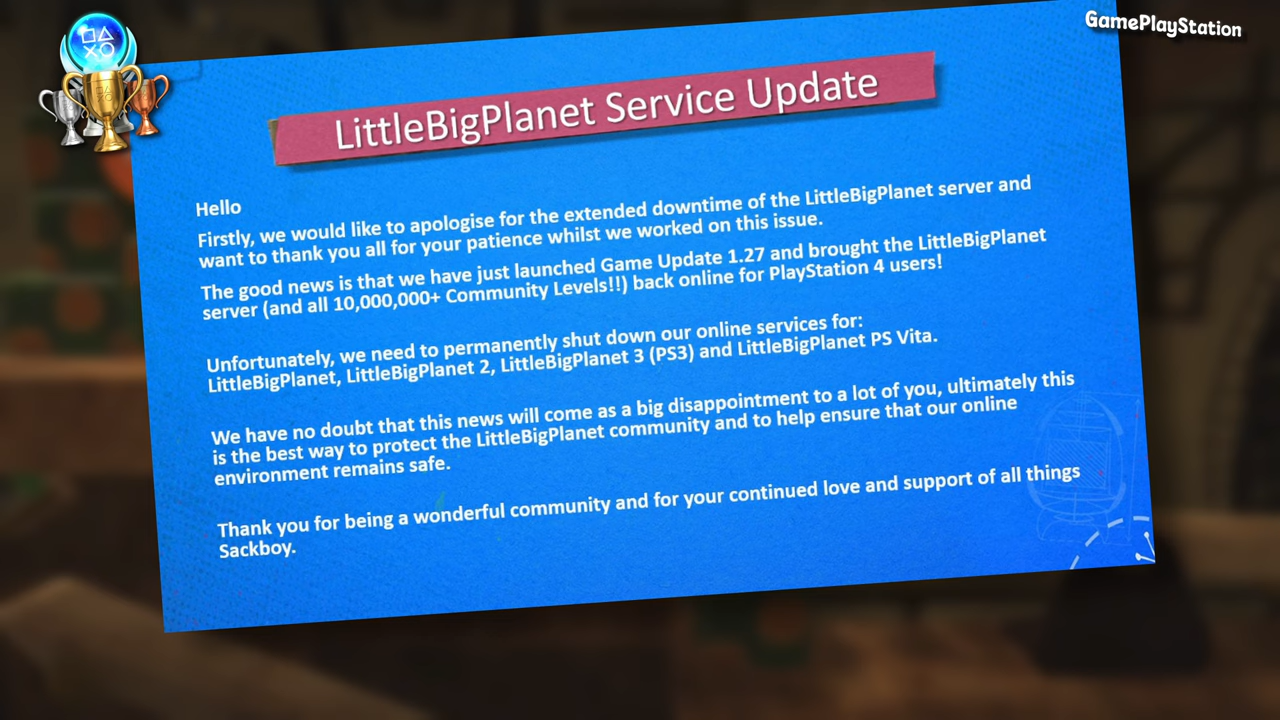 GamePlayStation
LittleBigPlanet Service Update
Hello
Firstly, we would like to apologise for the extended downtime of the LittleBigPlanet server and
want to thank you all for your patience whilst we worked on this issue.
The good news is that we have just launched Game Update 1.27 and brought the LittleBigPlanet
server (and all 10,000,000+ Community Levels!!) back online for PlayStation 4 users!
Unfortunately, we need to permanently shut down our online services for:
LittleBigPlanet, LittleBigPlanet 2, LittleBigPlanet 3 (PS3) and LittleBigPlanet PS Vita.
We have no doubt that this news will come as a big disappointment to a lot of you, ultimately this
is the best way to protect the LittleBigPlanet community and to help ensure that our online
environment remains safe.
Thank you for being a wonderful community and for your continued love and support of all things
Sackboy.